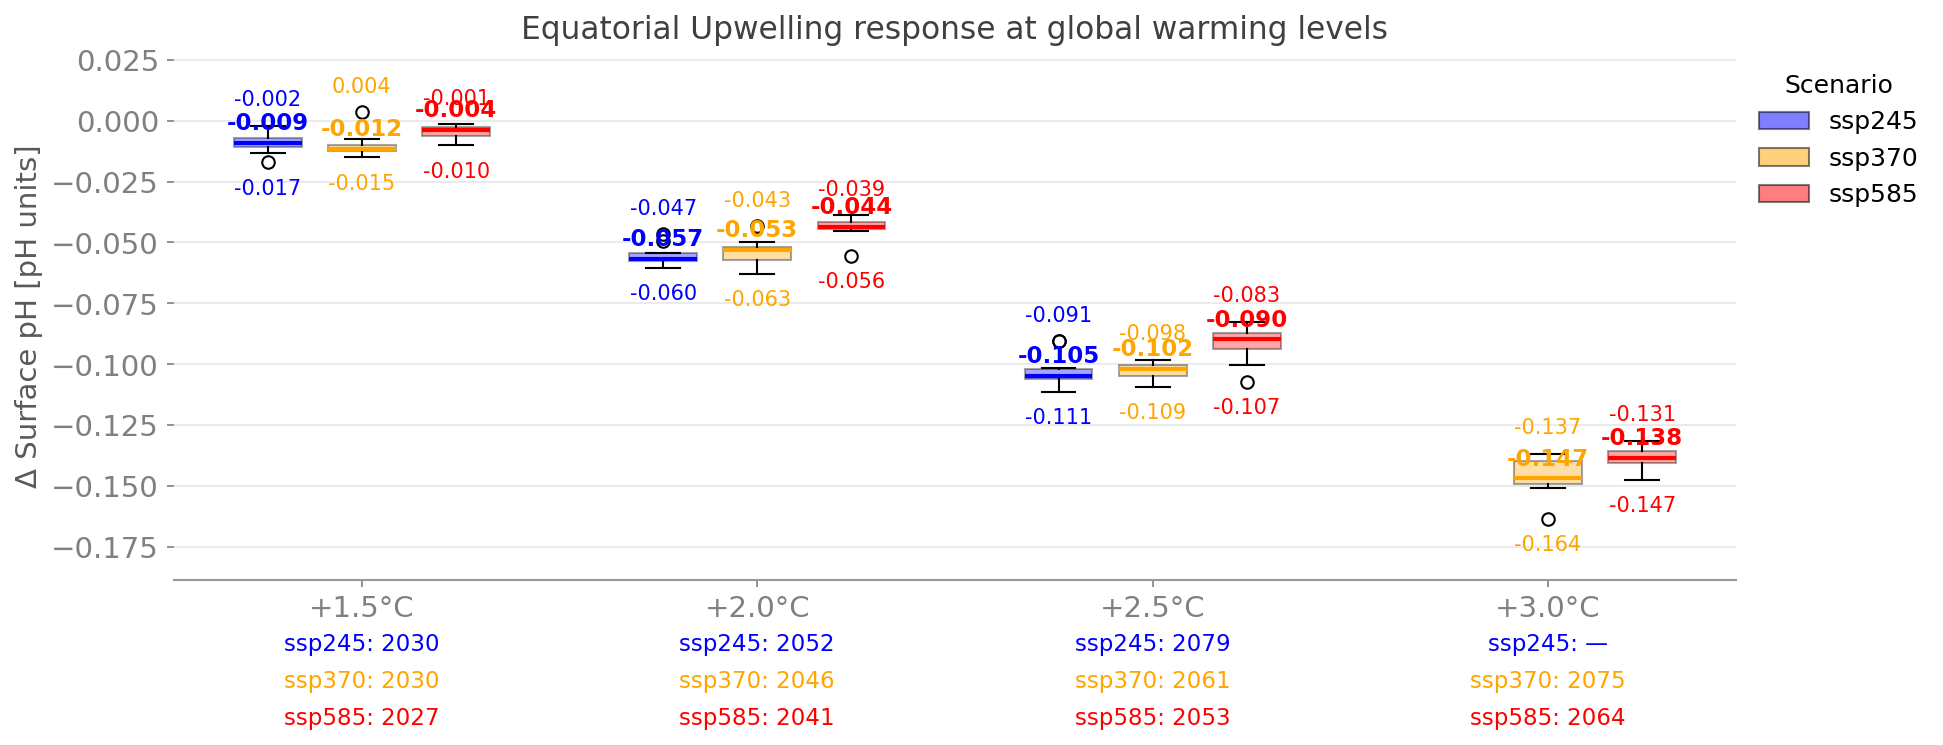 Equatorial Upwelling response at global warming levels
Δ Surface pH [pH units]
0.025
0.000
−0.025
−0.050
−0.075
−0.100
−0.125
−0.150
−0.175
-0.002
-0.009
-0.017
0.004
-0.012
-0.015
-0.001
-0.004
-0.010
-0.047
-0.057
-0.060
-0.043
-0.053
-0.063
-0.039
-0.044
-0.056
-0.091
-0.105
-0.111
-0.098
-0.102
-0.109
-0.083
-0.090
-0.107
-0.137
-0.147
-0.164
-0.131
-0.138
-0.147
Scenario
ssp245
ssp370
ssp585
+1.5°C
ssp245: 2030
ssp370: 2030
ssp585: 2027
+2.0°C
ssp245: 2052
ssp370: 2046
ssp585: 2041
+2.5°C
ssp245: 2079
ssp370: 2061
ssp585: 2053
+3.0°C
ssp245: —
ssp370: 2075
ssp585: 2064